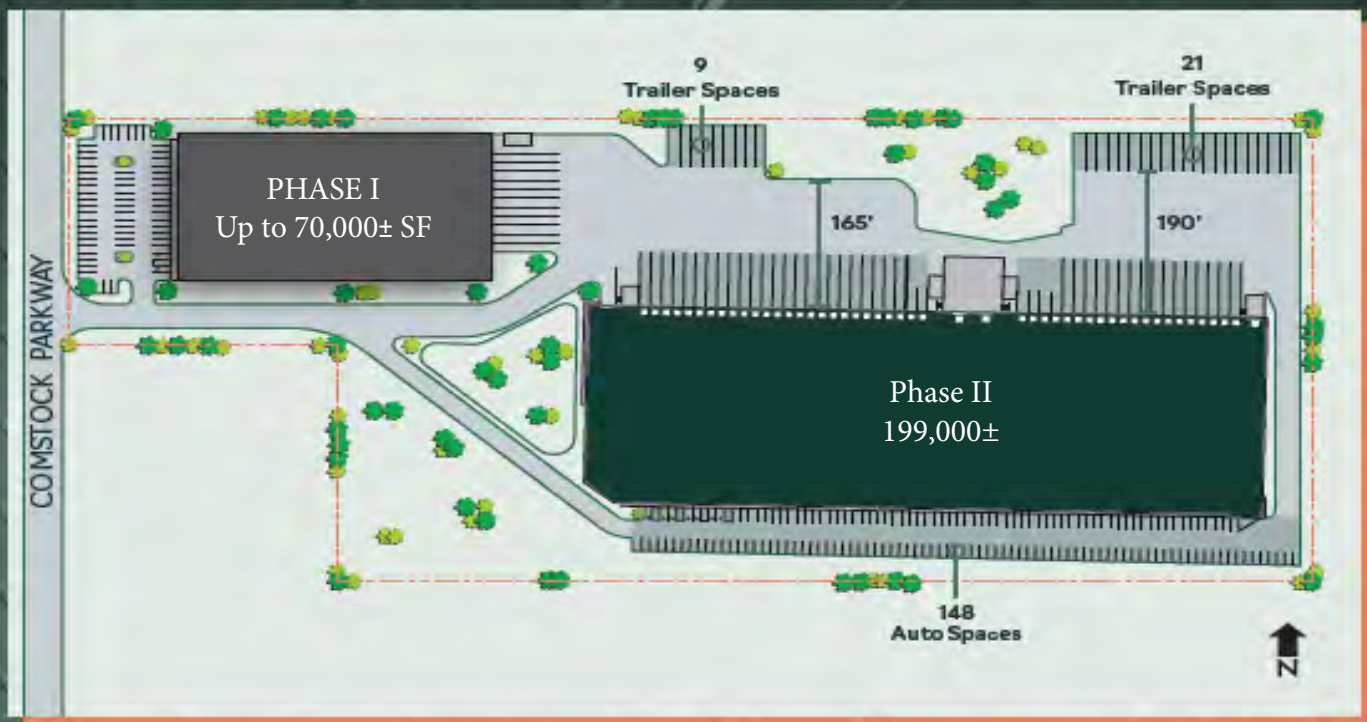 9
Trailer Spaces
21
Trailer Spaces
PHASE I
Up to 70,000± SF
165'
190'
COMSTOCK PARKWAY
Phase II
199,000±
148
Auto Spaces
N